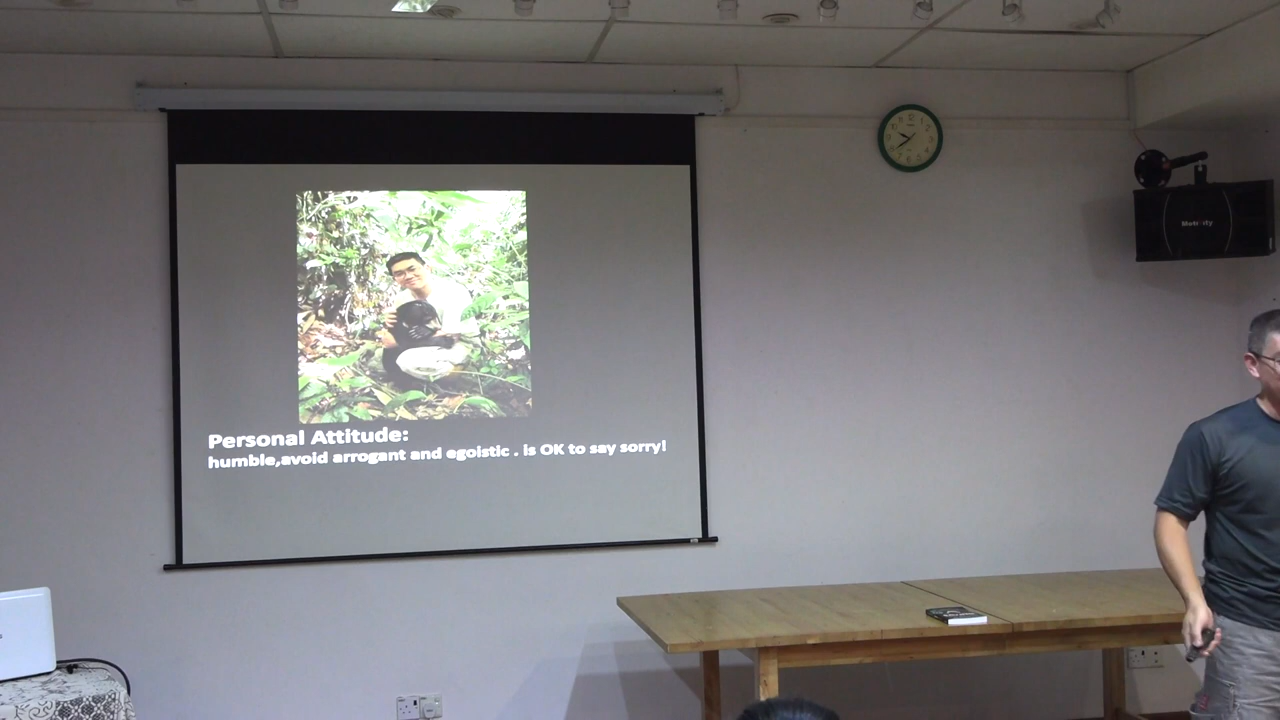 Personal Attitude:
humble,avoid arrogant and egoistic . is OK to say sorry!